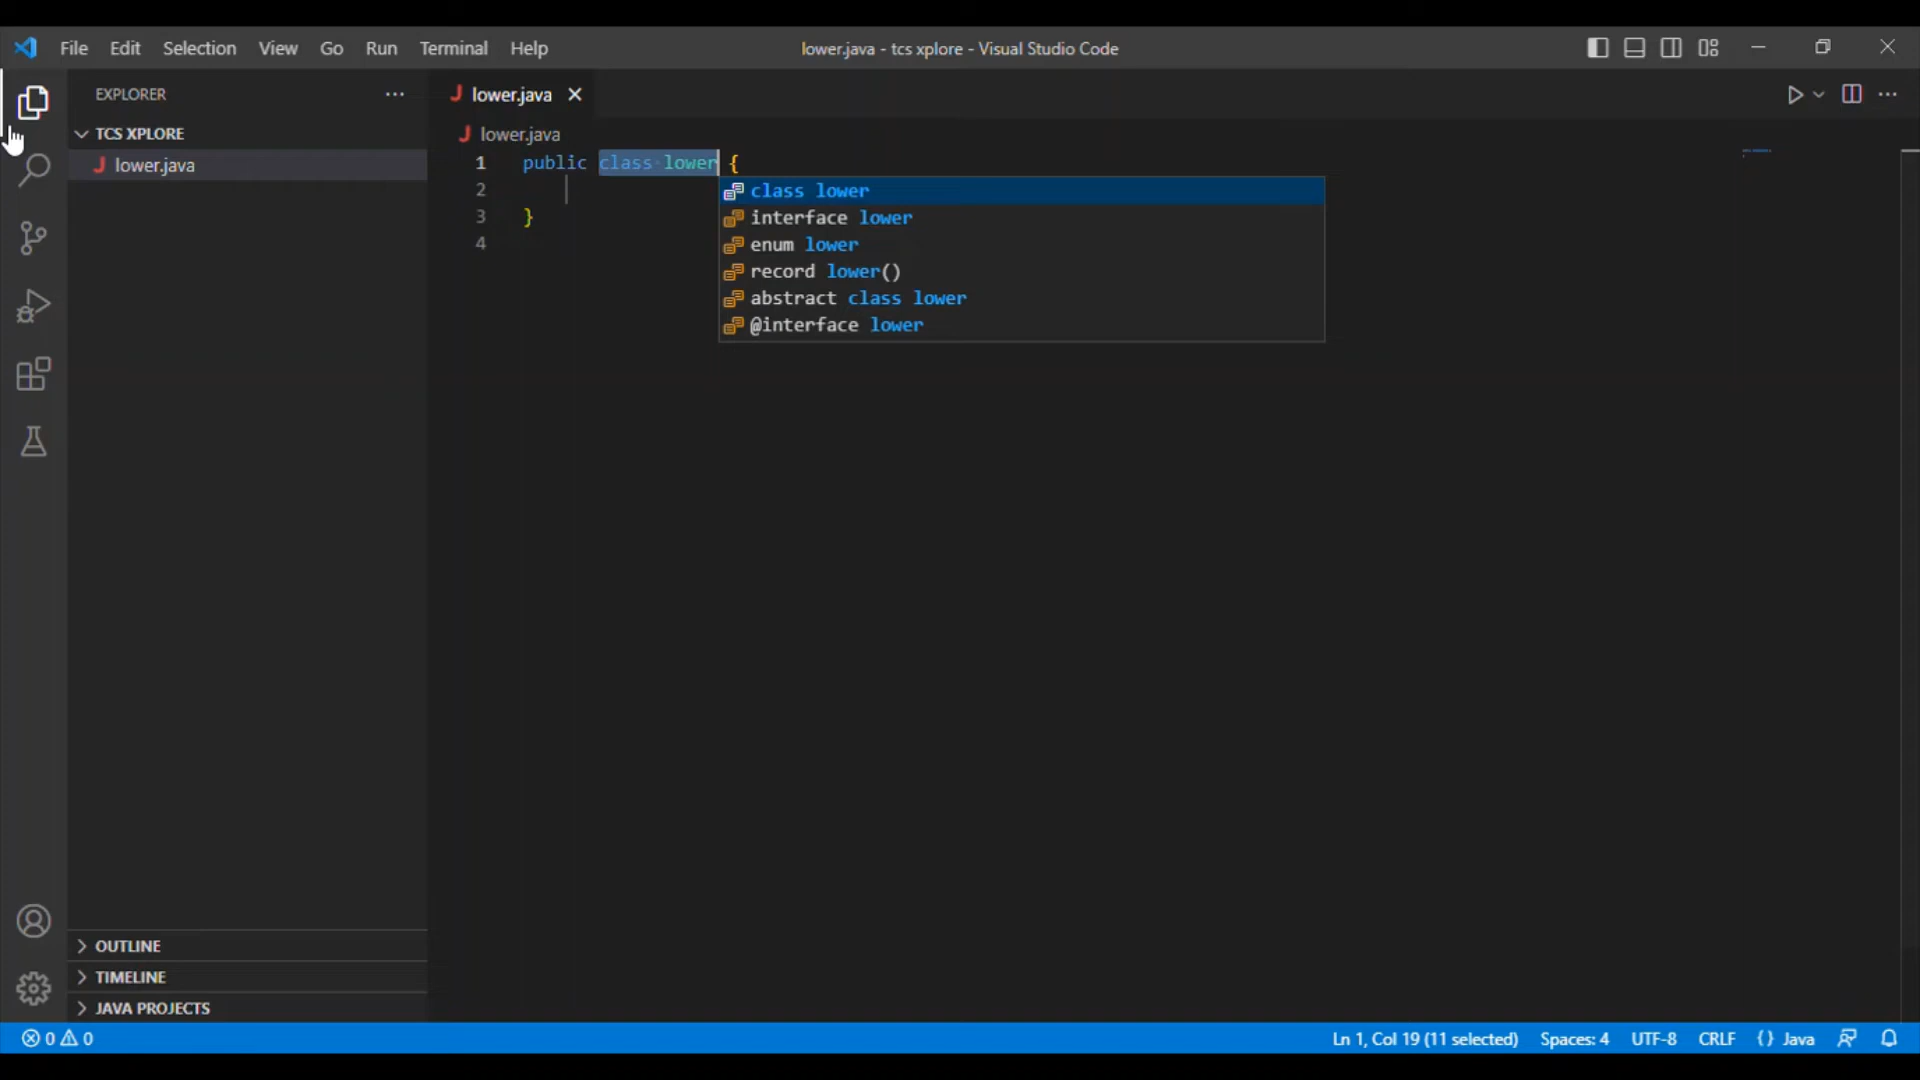 File Edit Selection View Go Run Terminal Help
lower.java - tcs xplore - Visual Studio Code
EXPLORER
TCS XPLORE
lower.java
OUTLINE
TIMELINE
JAVA PROJECTS
lower.java
lower.java
1 public class lower {
2
3 }
4
class lower
interface lower
enum lower
record lower()
abstract class lower
@interface lower
0 0
Ln 1, Col 19 (11 selected) Spaces: 4 UTF-8 CRLF {} Java